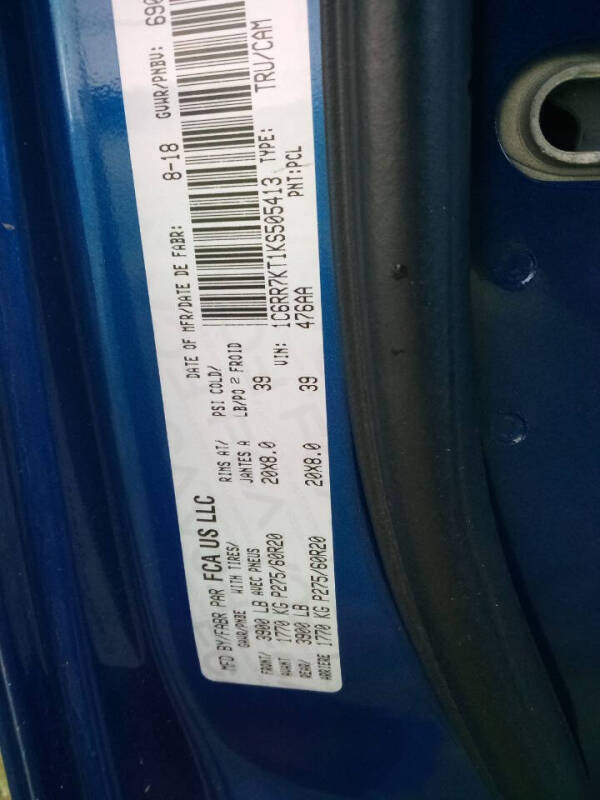 MFD BY/FABR PAR FCA US LLC DATE OF MFR/DATE DE FABR: 8-18 GVWR/PNBV: 690
GAWR/PNBE WITH TIRES/ RIMS AT/ PSI COLD/
AVEC PNEUS JANTES A LB/PO 2 FROID
FRONT/ 3900 LB
AVANT 1770 KG P275/60R20 20X8.0 39
REAR/ 3900 LB
ARRIERE 1770 KG P275/60R20 20X8.0 39
TRU/CAM
VIN: 1C6RR7KT1KS505413 TYPE:
476AA PNT:PCL